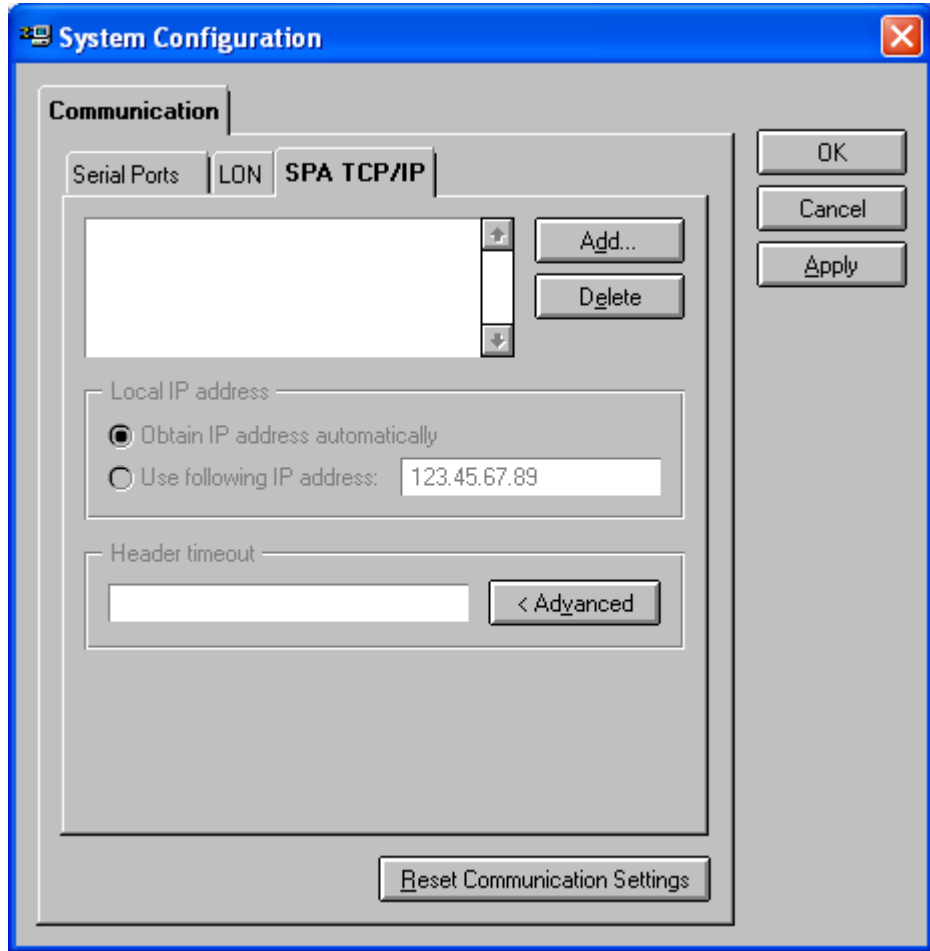 System Configuration
Communication
Serial Ports LON SPA TCP/IP
OK
Cancel
Apply
Add...
Delete
Local IP address
Obtain IP address automatically
Use following IP address: 123.45.67.89
Header timeout
< Advanced
Reset Communication Settings